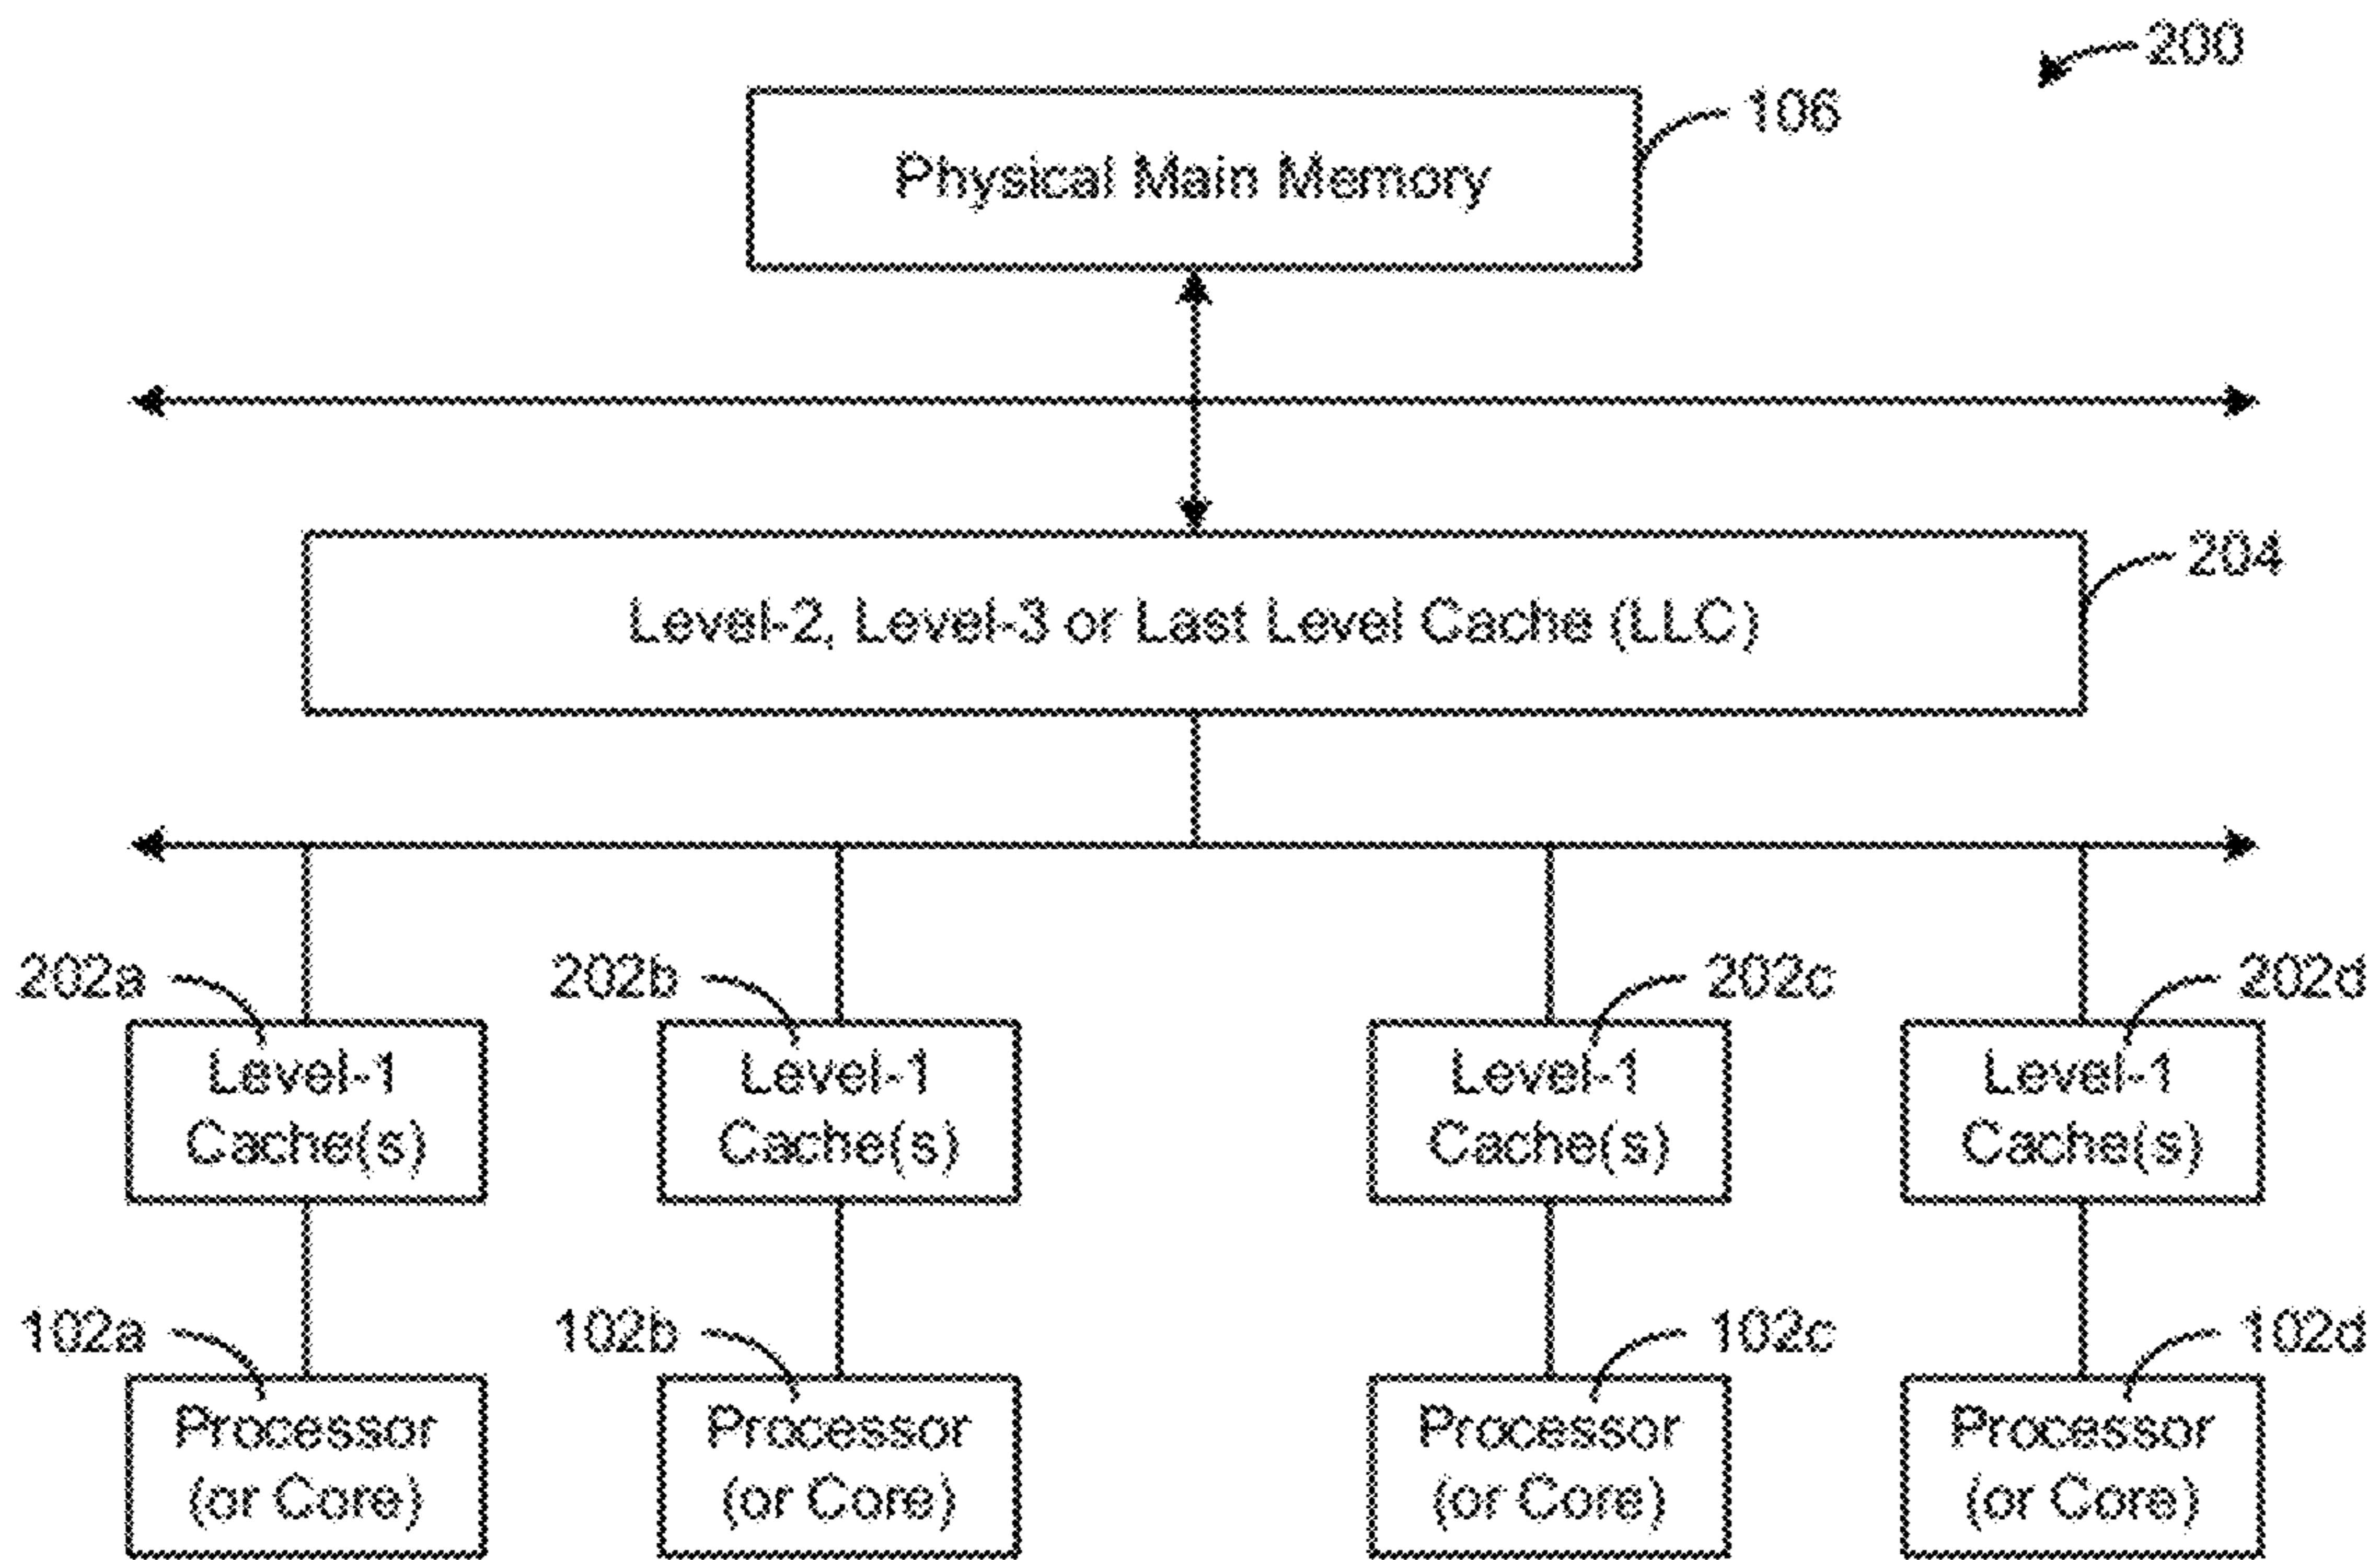 200
106
Physical Main Memory
204
Level-2, Level-3 or Last Level Cache (LLC)
202a
202b
202c
202d
Level-1
Cache(s)
Level-1
Cache(s)
Level-1
Cache(s)
Level-1
Cache(s)
102a
102b
102c
102d
Processor
(or Core)
Processor
(or Core)
Processor
(or Core)
Processor
(or Core)